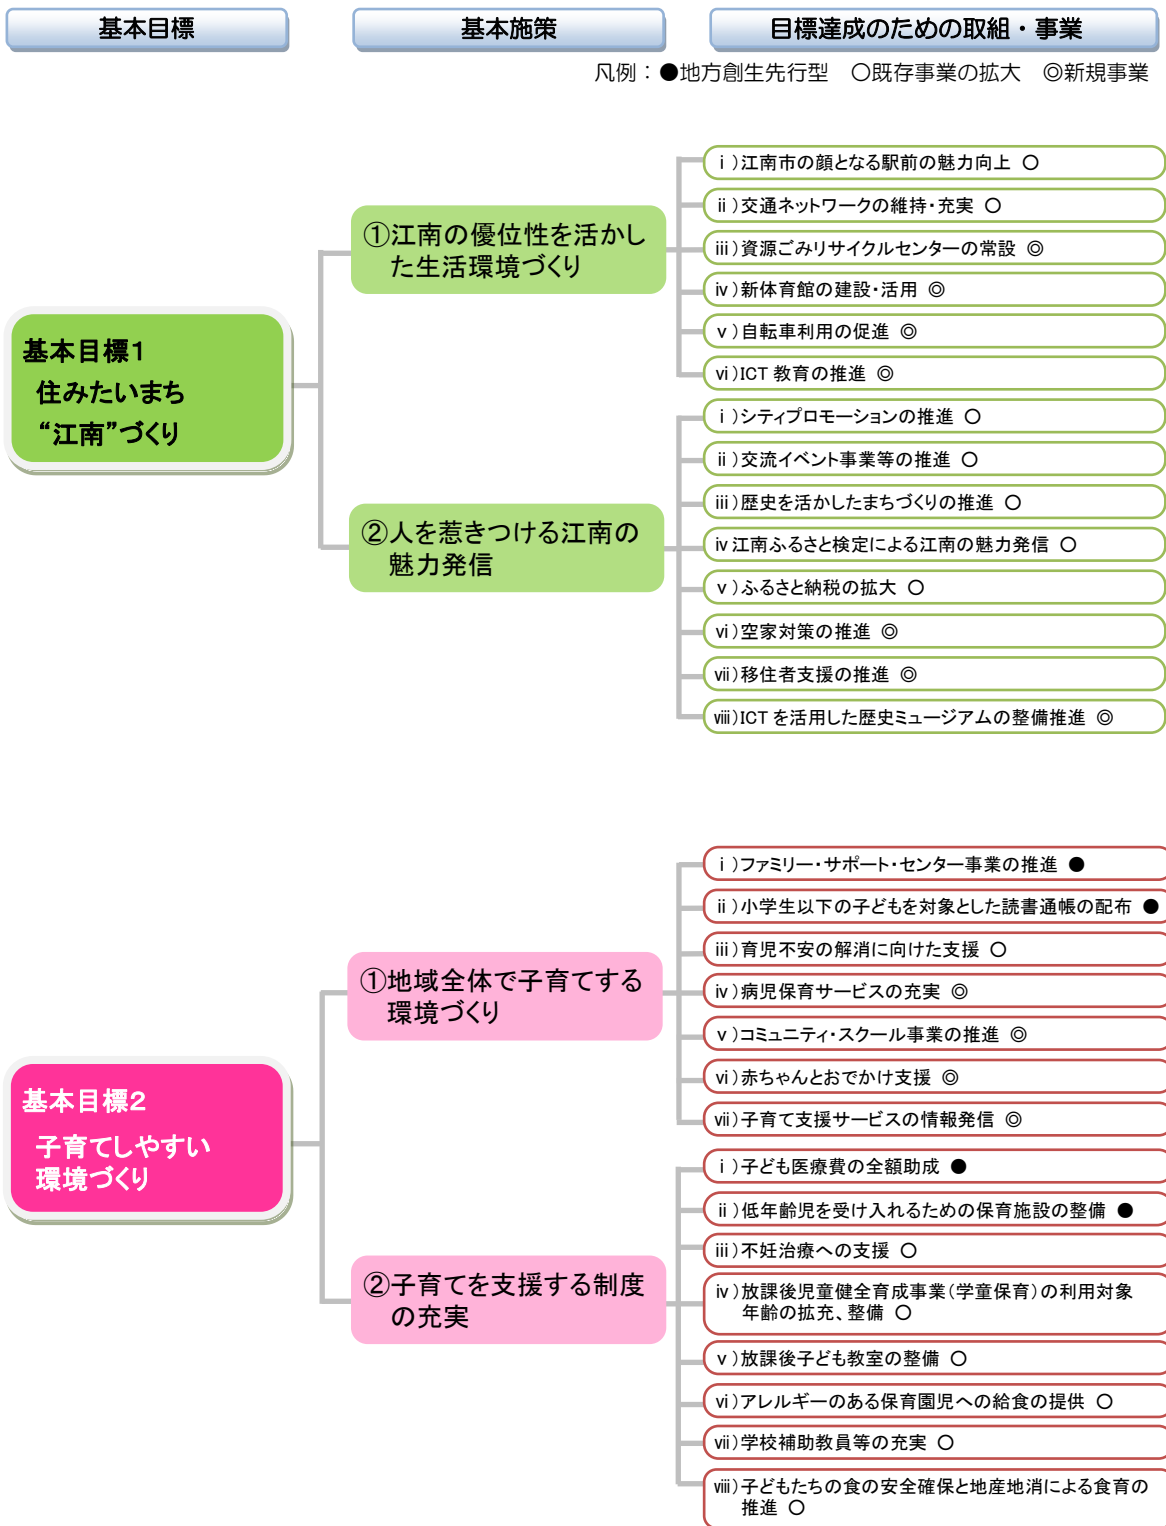 基本目標
基本施策
目標達成のための取組・事業
凡例：●地方創生先行型　○既存事業の拡大　◎新規事業
基本目標1
住みたいまち
“江南”づくり
①江南の優位性を活かし
た生活環境づくり
ⅰ)江南市の顔となる駅前の魅力向上 ○
ⅱ)交通ネットワークの維持・充実 ○
ⅲ)資源ごみリサイクルセンターの常設 ◎
ⅳ)新体育館の建設・活用 ◎
ⅴ)自転車利用の促進 ◎
ⅵ)ICT 教育の推進 ◎
②人を惹きつける江南の
魅力発信
ⅰ)シティプロモーションの推進 ○
ⅱ)交流イベント事業等の推進 ○
ⅲ)歴史を活かしたまちづくりの推進 ○
ⅳ江南ふるさと検定による江南の魅力発信 ○
ⅴ)ふるさと納税の拡大 ○
ⅵ)空家対策の推進 ◎
ⅶ)移住者支援の推進 ◎
ⅷ)ICT を活用した歴史ミュージアムの整備推進 ◎
基本目標2
子育てしやすい
環境づくり
①地域全体で子育てする
環境づくり
ⅰ)ファミリー・サポート・センター事業の推進 ●
ⅱ)小学生以下の子どもを対象とした読書通帳の配布 ●
ⅲ)育児不安の解消に向けた支援 ○
ⅳ)病児保育サービスの充実 ◎
ⅴ)コミュニティ・スクール事業の推進 ◎
ⅵ)赤ちゃんとおでかけ支援 ◎
ⅶ)子育て支援サービスの情報発信 ◎
②子育てを支援する制度
の充実
ⅰ)子ども医療費の全額助成 ●
ⅱ)低年齢児を受け入れるための保育施設の整備 ●
ⅲ)不妊治療への支援 ○
ⅳ)放課後児童健全育成事業(学童保育)の利用対象
年齢の拡充、整備 ○
ⅴ)放課後子ども教室の整備 ○
ⅵ)アレルギーのある保育園児への給食の提供 ○
ⅶ)学校補助教員等の充実 ○
ⅷ)子どもたちの食の安全確保と地産地消による食育の
推進 ○